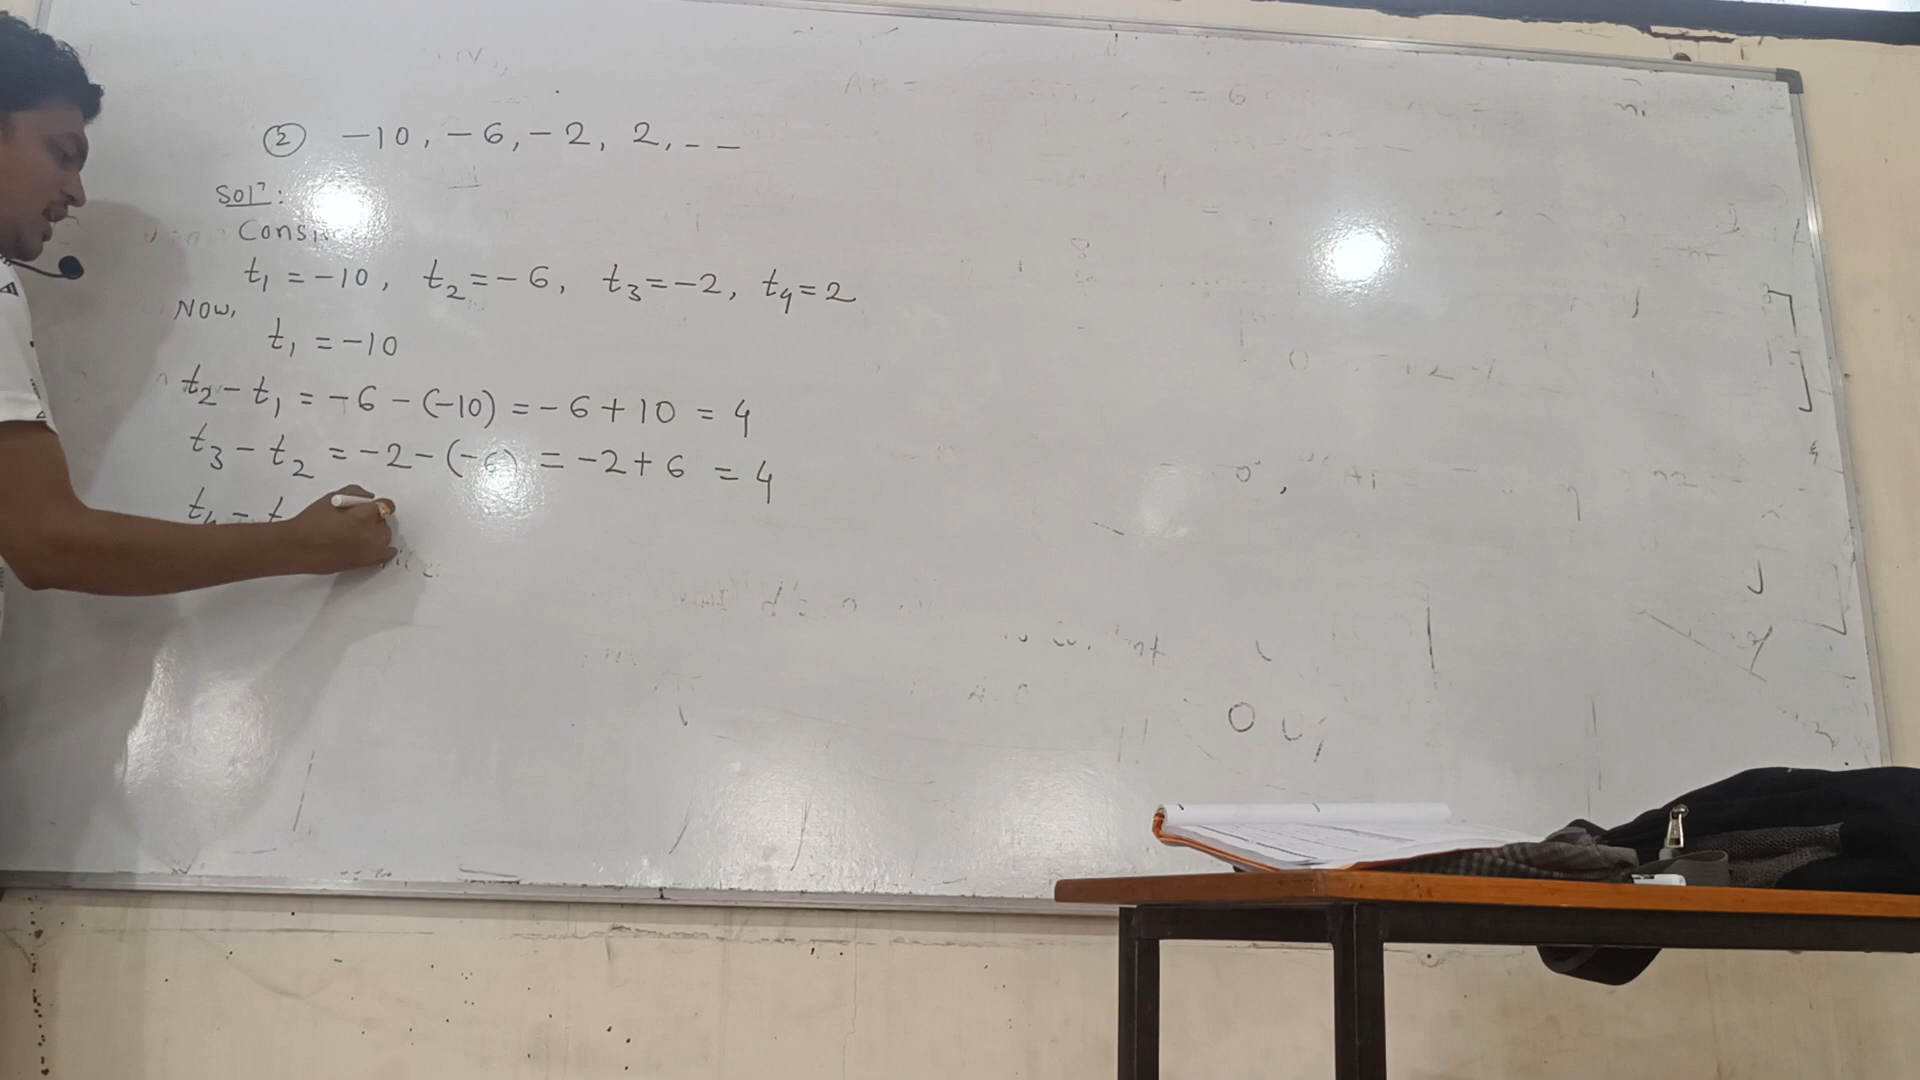 ② -10, -6, -2, 2, - -
Solⁿ:
t₁ = -10, t₂ = -6, t₃ = -2, t₄ = 2
Now,
t₁ = -10
t₂ - t₁ = -6 - (-10) = -6 + 10 = 4
t₃ - t₂ = -2 - (-6) = -2 + 6 = 4
t₄ - t